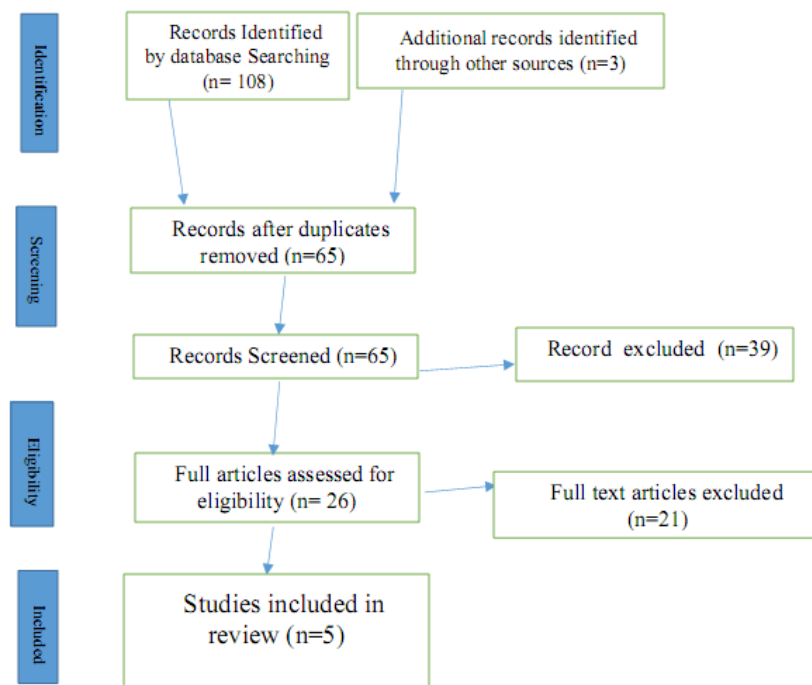 Identification
Records Identified
by database Searching
(n= 108)
Additional records identified
through other sources (n=3)
Screening
Records after duplicates
removed (n=65)
Records Screened (n=65)
Record excluded (n=39)
Eligibility
Full articles assessed for
eligibility (n= 26)
Full text articles excluded
(n=21)
Included
Studies included in
review (n=5)